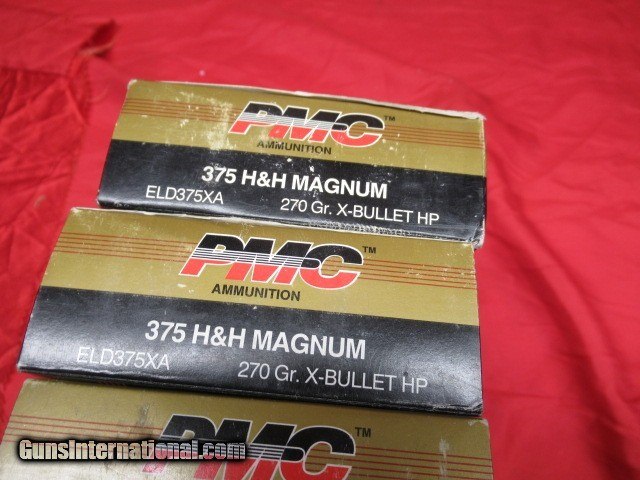 PMC™
AMMUNITION
375 H&H MAGNUM
ELD375XA
270 Gr. X-BULLET HP
PMC™
AMMUNITION
375 H&H MAGNUM
ELD375XA
270 Gr. X-BULLET HP
PMC™
GunsInternational.com